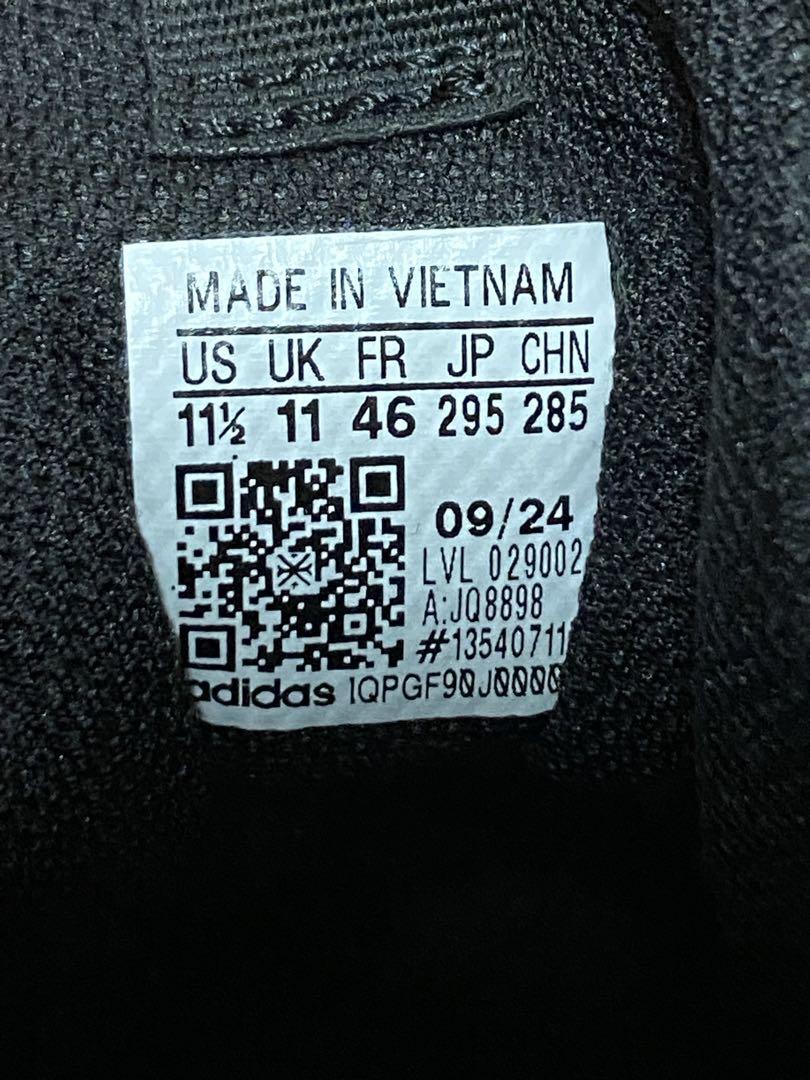 MADE IN VIETNAM
US UK FR JP CHN
11½ 11 46 295 285
09/24
LVL 029002
A:JQ8898
#13540711
adidas IQPGF90J0000